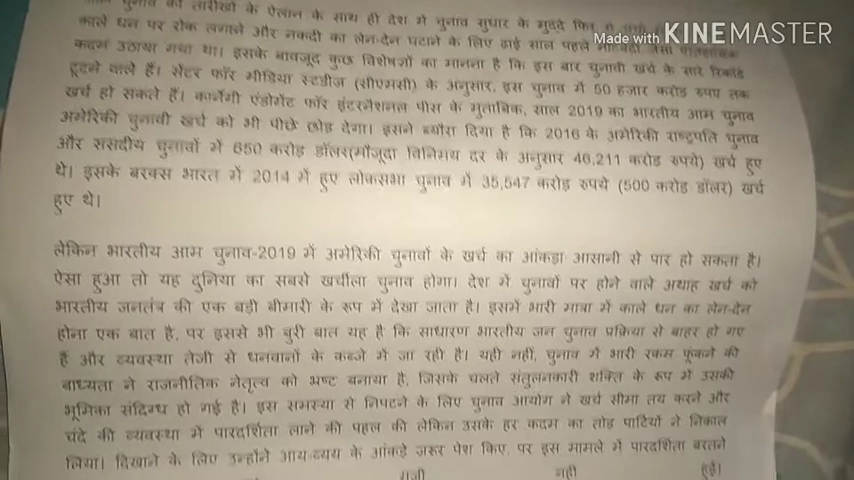 Made with KINEMASTER
चुनाव की तारीखों के ऐलान के साथ ही देश में चुनाव सुधार के मुद्दे फिर
काले धन पर रोक लगाने और नकदी का लेन-देन घटाने के लिए ढाई साल पहले नोटबंदी जैसा ऐतिहासिक
कदम उठाया गया था। इसके बावजूद कुछ विशेषज्ञों का मानना है कि इस बार चुनावी खर्च के सारे रिकॉर्ड
टूटने वाले हैं। सेंटर फॉर मीडिया स्टडीज (सीएमसी) के अनुसार, इस चुनाव में 50 हजार करोड़ रुपए तक
खर्च हो सकते हैं। कार्नेगी एंडोमेंट फॉर इंटरनैशनल पीस के मुताबिक, साल 2019 का भारतीय आम चुनाव
अमेरिकी चुनावी खर्च को भी पीछे छोड़ देगा। इसने ब्यौरा दिया है कि 2016 के अमेरिकी राष्ट्रपति चुनाव
और संसदीय चुनावों में 650 करोड़ डॉलर(मौजूदा विनिमय दर के अनुसार 46,211 करोड़ रुपये) खर्च हुए
थे। इसके बरक्स भारत में 2014 में हुए लोकसभा चुनाव में 35,547 करोड़ रुपये (500 करोड़ डॉलर) खर्च
हुए थे।
लेकिन भारतीय आम चुनाव-2019 में अमेरिकी चुनावों के खर्च का आंकड़ा आसानी से पार हो सकता है।
ऐसा हुआ तो यह दुनिया का सबसे खर्चीला चुनाव होगा। देश में चुनावों पर होने वाले अथाह खर्च को
भारतीय जनतंत्र की एक बड़ी बीमारी के रूप में देखा जाता है। इसमें भारी मात्रा में काले धन का लेन-देन
होना एक बात है, पर इससे भी बुरी बात यह है कि साधारण भारतीय जन चुनाव प्रक्रिया से बाहर हो गए
हैं और व्यवस्था तेजी से धनवानों के कब्जे में जा रही है। यही नहीं, चुनाव में भारी रकम फूंकने की
बाध्यता ने राजनीतिक नेतृत्व को भ्रष्ट बनाया है, जिसके चलते संतुलनकारी शक्ति के रूप में उसकी
भूमिका संदिग्ध हो गई है। इस समस्या से निपटने के लिए चुनाव आयोग ने खर्च सीमा तय करने और
चंदे की व्यवस्था में पारदर्शिता लाने की पहल की लेकिन उसके हर कदम का तोड़ पार्टियों ने निकाल
लिया। दिखाने के लिए उन्होंने आय-व्यय के आंकड़े जरूर पेश किए, पर इस मामले में पारदर्शिता बरतने
राजी नहीं हुईं।